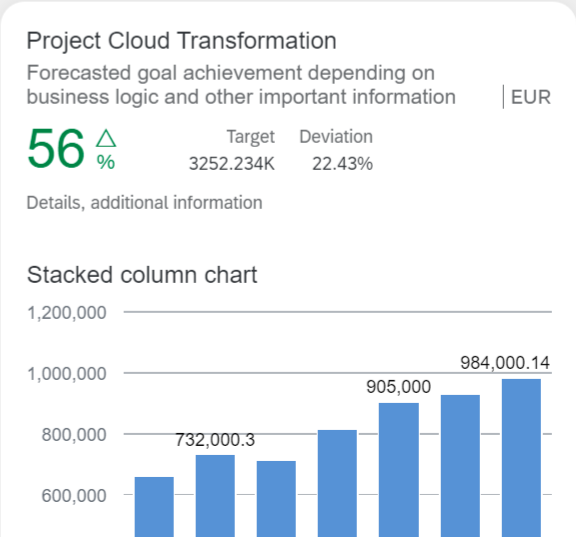 Project Cloud Transformation
Forecasted goal achievement depending on
business logic and other important information
EUR
56
%
Target
Deviation
3252.234K
22.43%
Details, additional information
Stacked column chart
1,200,000
984,000.14
1,000,000
905,000
800,000
732,000.3
600,000